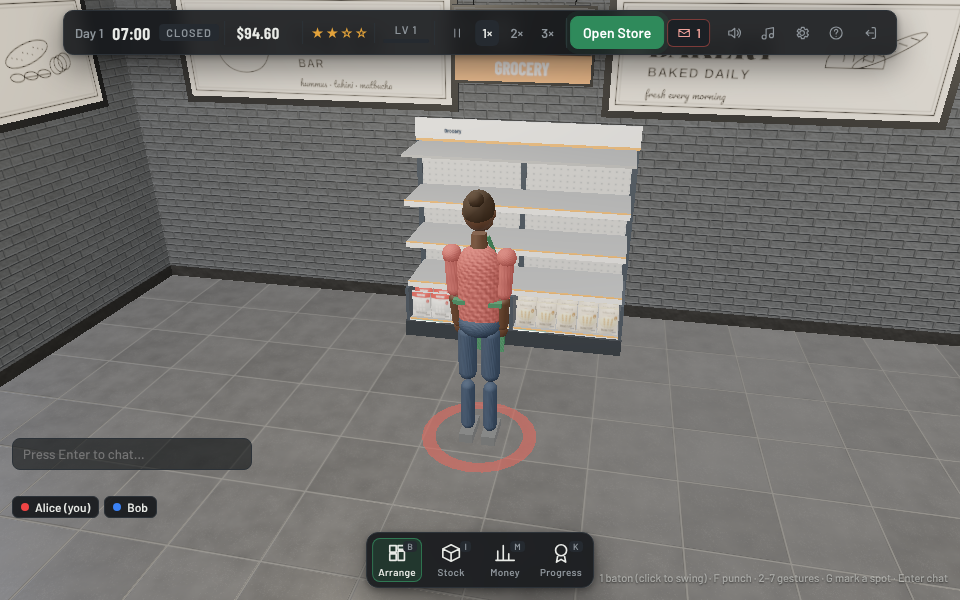 Day 1 07:00 CLOSED $94.60 ★★☆☆ LV 1 1× 2× 3× Open Store 1
BAR
hummus · tahini · matbucha
GROCERY
BAKERY
BAKED DAILY
fresh every morning
Press Enter to chat...
Alice (you) Bob
B I M K
Arrange Stock Money Progress
1 baton (click to swing) · F punch · 2–7 gestures · G mark a spot · Enter chat